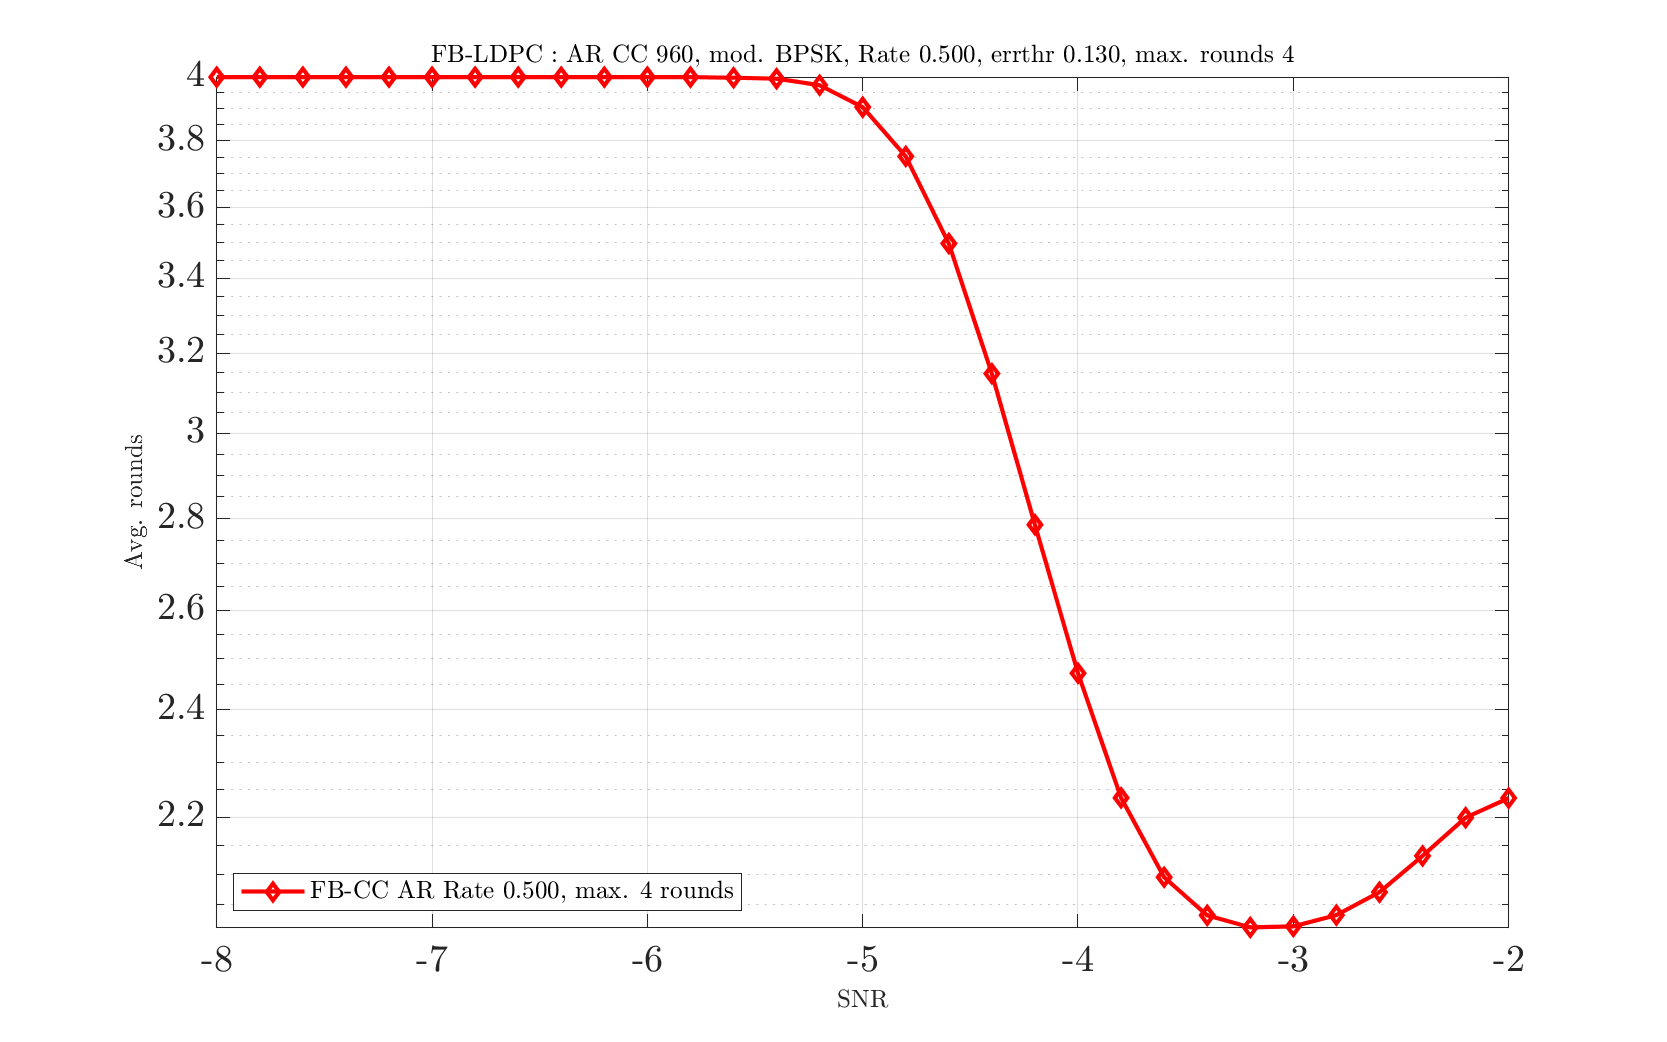 FB-LDPC : AR CC 960, mod. BPSK, Rate 0.500, errthr 0.130, max. rounds 4
4
3.8
3.6
3.4
3.2
3
2.8
2.6
2.4
2.2
Avg. rounds
FB-CC AR Rate 0.500, max. 4 rounds
-8 -7 -6 -5 -4 -3 -2
SNR